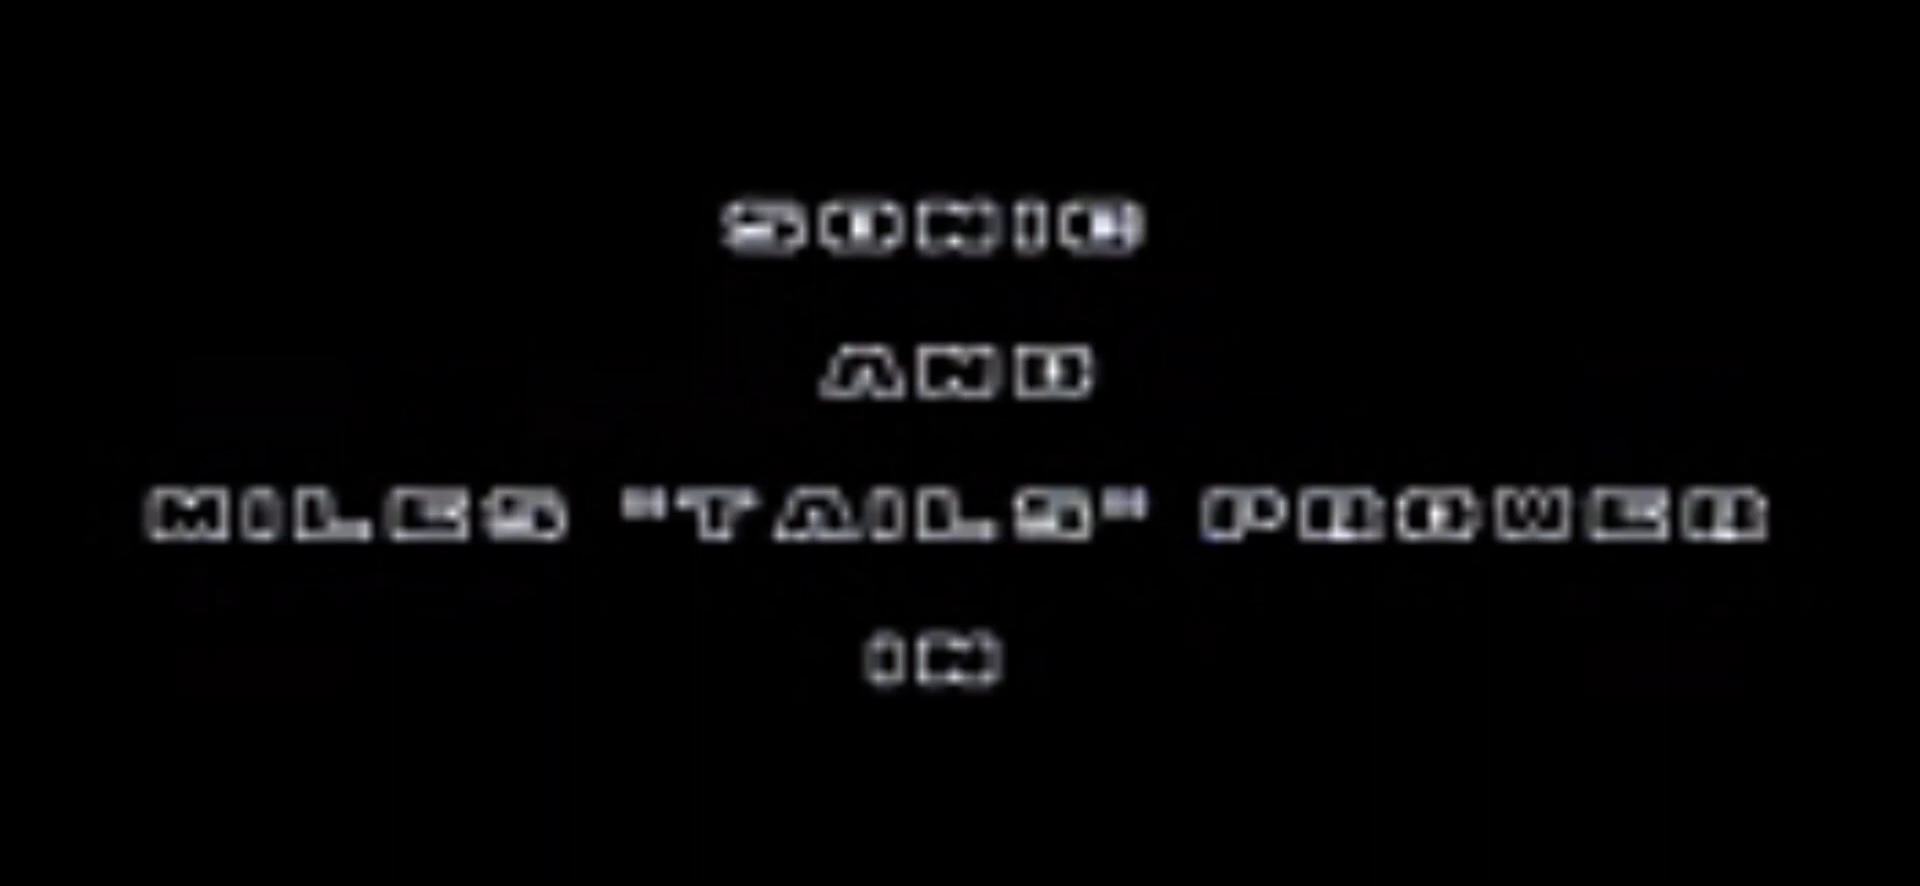 SONIC
AND
MILES "TAILS" PROWER
IN